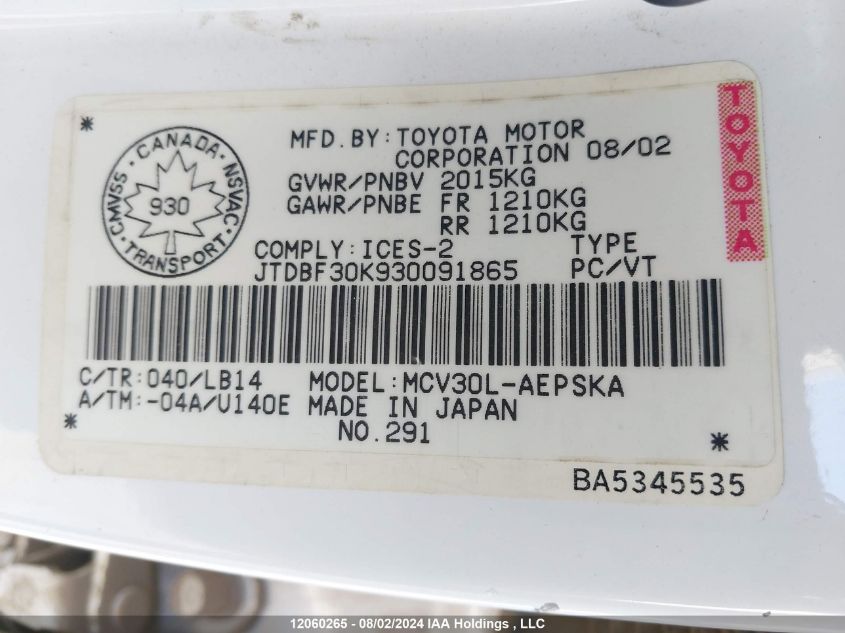 * CMVSS · CANADA · NSVAC · TRANSPORT ·
930
MFD.BY:TOYOTA MOTOR
CORPORATION 08/02
GVWR/PNBV 2015KG
GAWR/PNBE FR 1210KG
RR 1210KG
COMPLY:ICES-2 TYPE
JTDBF30K930091865 PC/VT
TOYOTA
C/TR:040/LB14 MODEL:MCV30L-AEPSKA
A/TM:-04A/U140E MADE IN JAPAN
* NO.291 *
BA5345535
12060265 - 08/02/2024 IAA Holdings , LLC